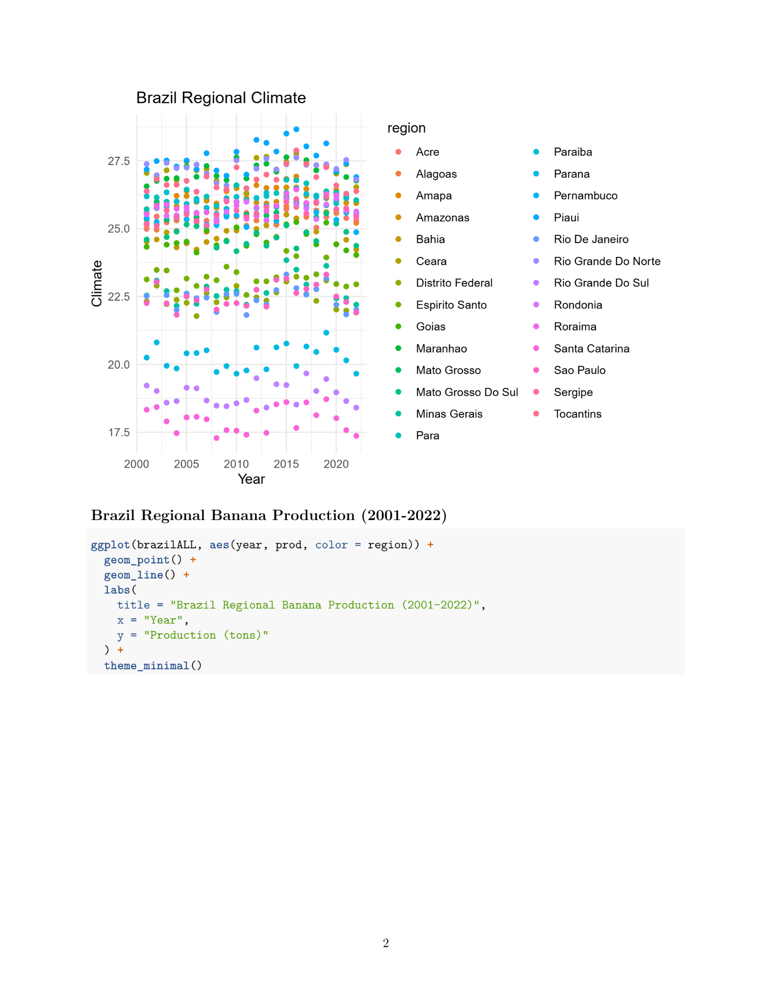 Brazil Regional Climate
27.5
25.0
22.5
20.0
17.5
Climate
2000 2005 2010 2015 2020
Year
region
Acre
Alagoas
Amapa
Amazonas
Bahia
Ceara
Distrito Federal
Espirito Santo
Goias
Maranhao
Mato Grosso
Mato Grosso Do Sul
Minas Gerais
Para
Paraiba
Parana
Pernambuco
Piaui
Rio De Janeiro
Rio Grande Do Norte
Rio Grande Do Sul
Rondonia
Roraima
Santa Catarina
Sao Paulo
Sergipe
Tocantins
Brazil Regional Banana Production (2001-2022)
ggplot(brazilALL, aes(year, prod, color = region)) +
  geom_point() +
  geom_line() +
  labs(
    title = "Brazil Regional Banana Production (2001-2022)",
    x = "Year",
    y = "Production (tons)"
  ) +
  theme_minimal()
2